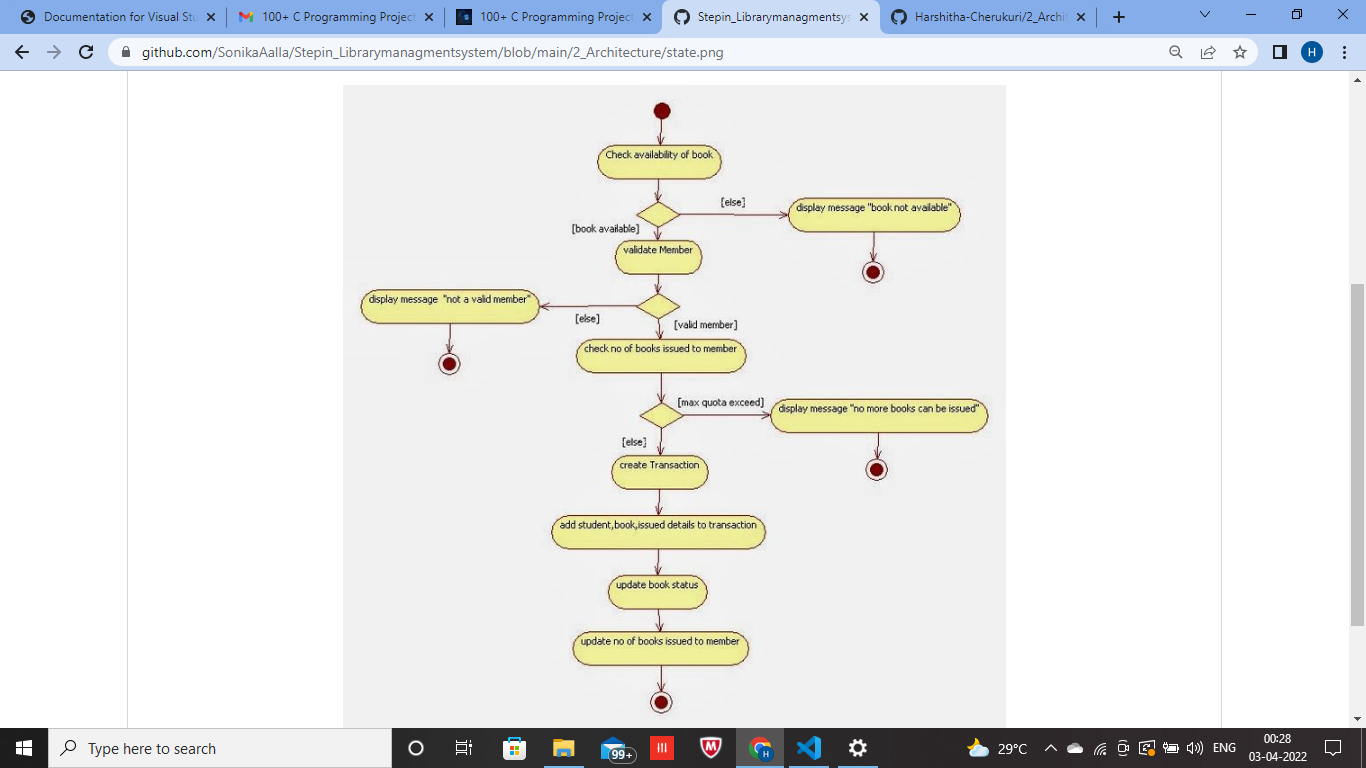 Documentation for Visual Stu
100+ C Programming Project
100+ C Programming Project
Stepin_Librarymanagmentsys
Harshitha-Cherukuri/2_Archit
github.com/SonikaAalla/Stepin_Librarymanagmentsystem/blob/main/2_Architecture/state.png
H
Check availability of book
[else]
display message "book not available"
[book available]
validate Member
display message "not a valid member"
[else]
[valid member]
check no of books issued to member
[max quota exceed]
display message "no more books can be issued"
[else]
create Transaction
add student,book,issued details to transaction
update book status
update no of books issued to member
Type here to search
99+
H
29°C
ENG
00:28
03-04-2022